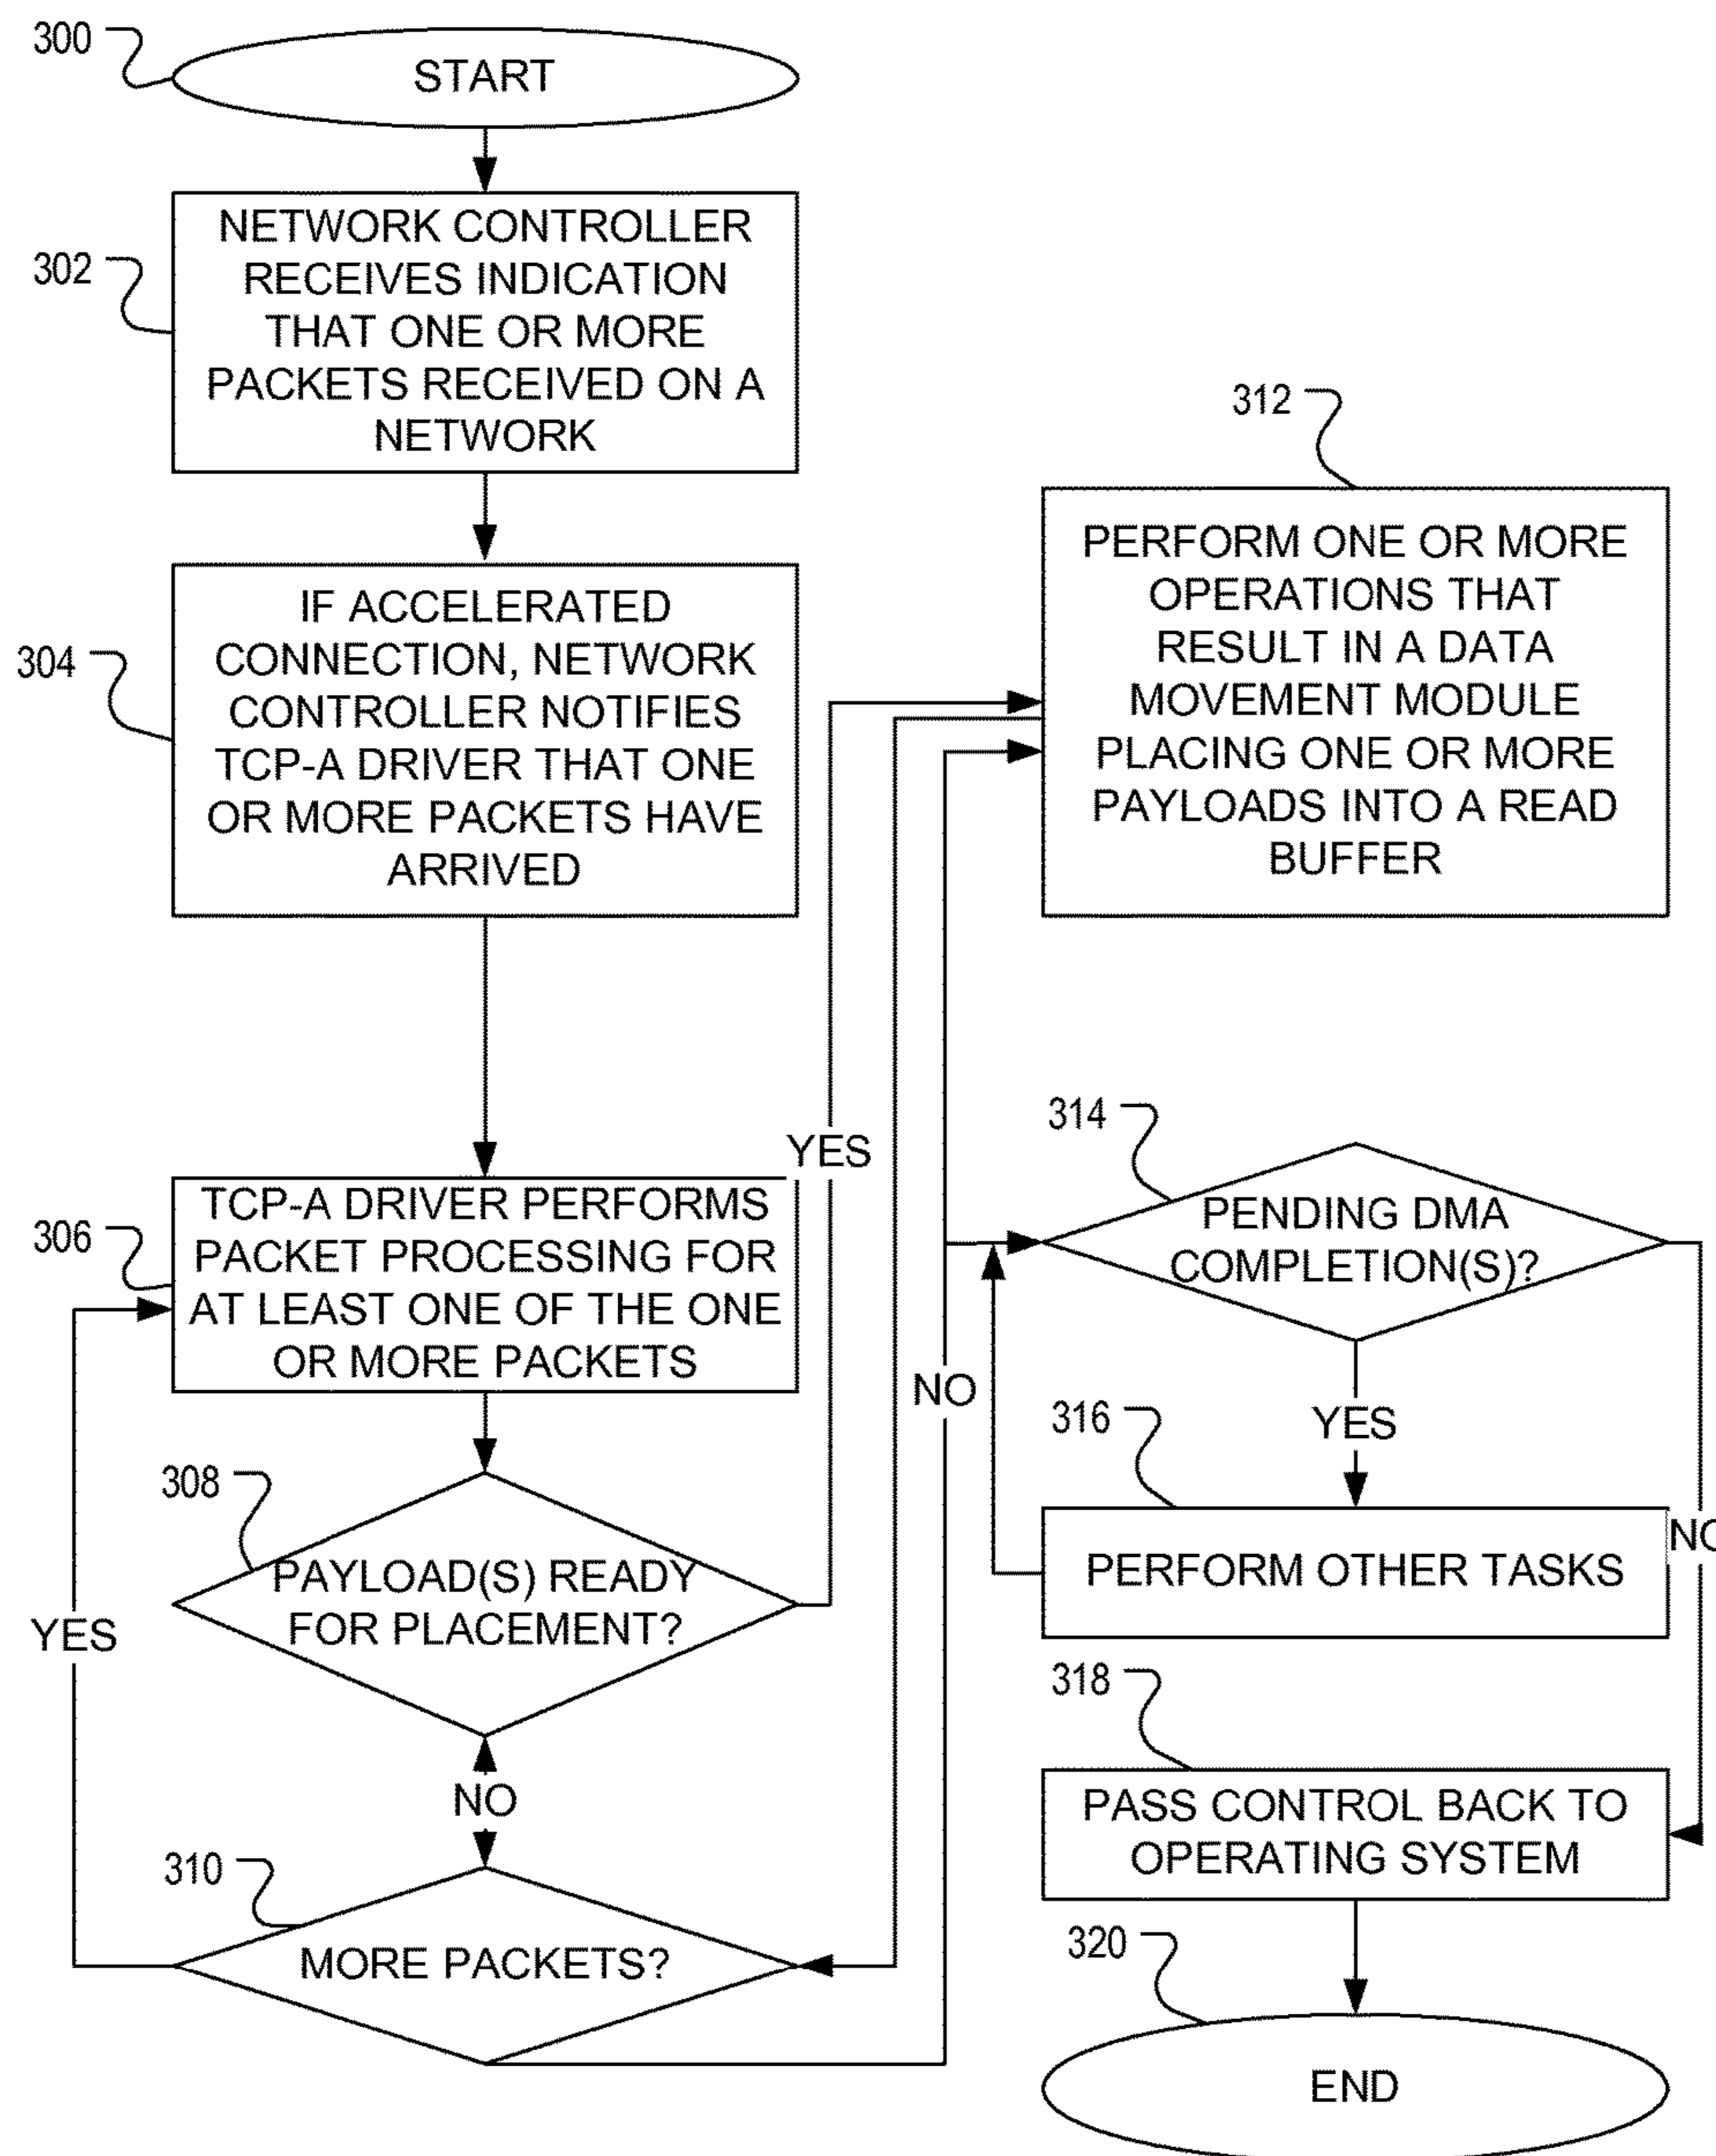 300
START
302
NETWORK CONTROLLER
RECEIVES INDICATION
THAT ONE OR MORE
PACKETS RECEIVED ON A
NETWORK
304
IF ACCELERATED
CONNECTION, NETWORK
CONTROLLER NOTIFIES
TCP-A DRIVER THAT ONE
OR MORE PACKETS HAVE
ARRIVED
306
TCP-A DRIVER PERFORMS
PACKET PROCESSING FOR
AT LEAST ONE OF THE ONE
OR MORE PACKETS
308
PAYLOAD(S) READY
FOR PLACEMENT?
YES
YES
NO
310
MORE PACKETS?
NO
312
PERFORM ONE OR MORE
OPERATIONS THAT
RESULT IN A DATA
MOVEMENT MODULE
PLACING ONE OR MORE
PAYLOADS INTO A READ
BUFFER
314
PENDING DMA
COMPLETION(S)?
YES
NO
316
PERFORM OTHER TASKS
318
PASS CONTROL BACK TO
OPERATING SYSTEM
320
END